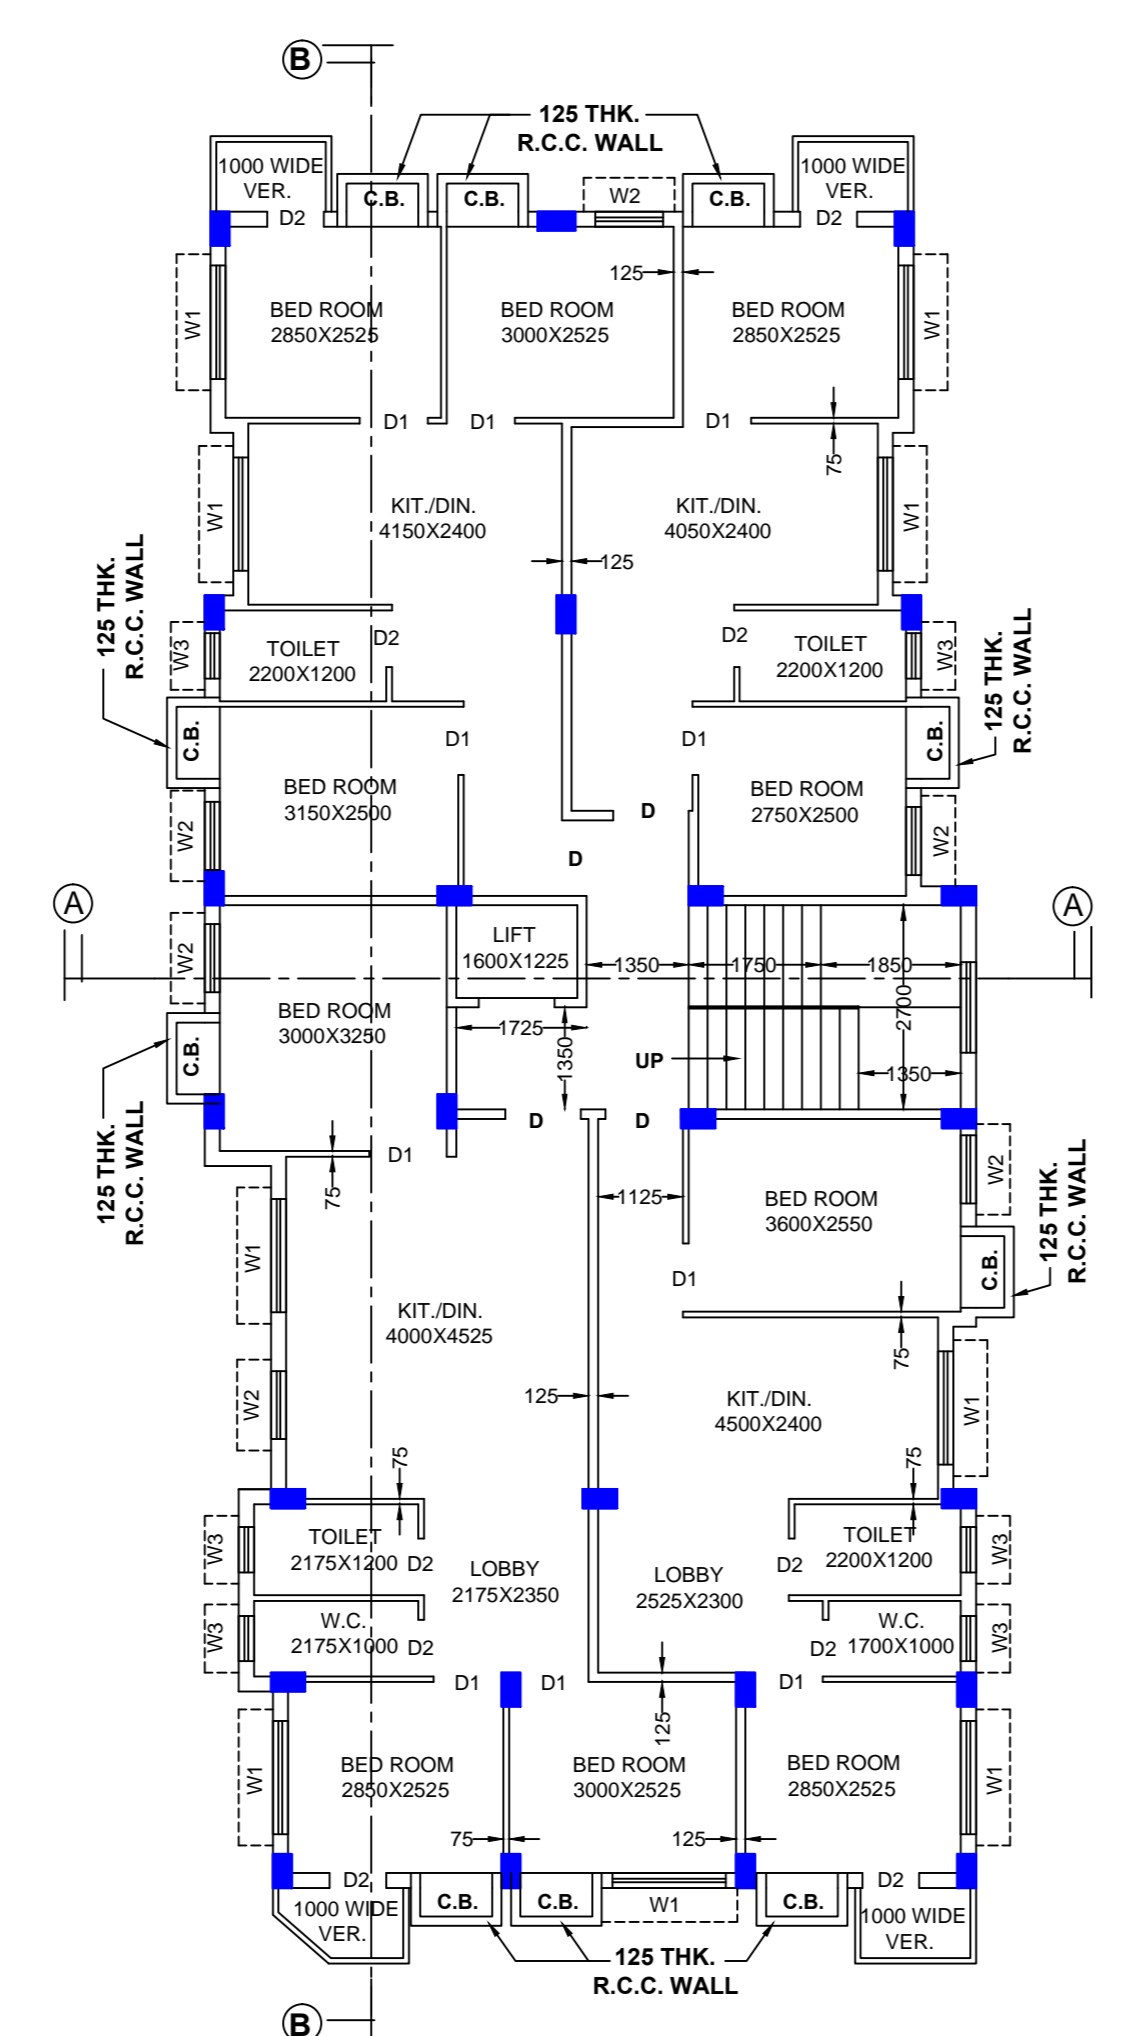 B
125 THK.
R.C.C. WALL
1000 WIDE
VER.
1000 WIDE
VER.
C.B.
C.B.
W2
C.B.
D2
D2
125
W1
BED ROOM
2850X2525
BED ROOM
3000X2525
BED ROOM
2850X2525
W1
D1
D1
D1
75
W1
KIT./DIN.
4150X2400
KIT./DIN.
4050X2400
W1
125
125 THK.
R.C.C. WALL
W3
TOILET
2200X1200
D2
D2
TOILET
2200X1200
W3
125 THK.
R.C.C. WALL
C.B.
D1
D1
C.B.
BED ROOM
3150X2500
BED ROOM
2750X2500
W2
D
W2
D
A
A
W2
LIFT
1600X1225
1350
1750
1850
2700
BED ROOM
3000X3250
1725
1350
C.B.
UP
1350
125 THK.
R.C.C. WALL
D
D
D1
75
W2
1125
BED ROOM
3600X2550
125 THK.
R.C.C. WALL
W1
D1
C.B.
KIT./DIN.
4000X4525
75
W2
125
KIT./DIN.
4500X2400
W1
75
75
W3
TOILET
2175X1200
D2
LOBBY
2175X2350
LOBBY
2525X2300
D2
TOILET
2200X1200
W3
W3
W.C.
2175X1000
D2
D2
W.C.
1700X1000
W3
D1
D1
D1
125
W1
BED ROOM
2850X2525
BED ROOM
3000X2525
BED ROOM
2850X2525
W1
75
125
D2
D2
1000 WIDE
VER.
C.B.
C.B.
W1
C.B.
1000 WIDE
VER.
125 THK.
R.C.C. WALL
B